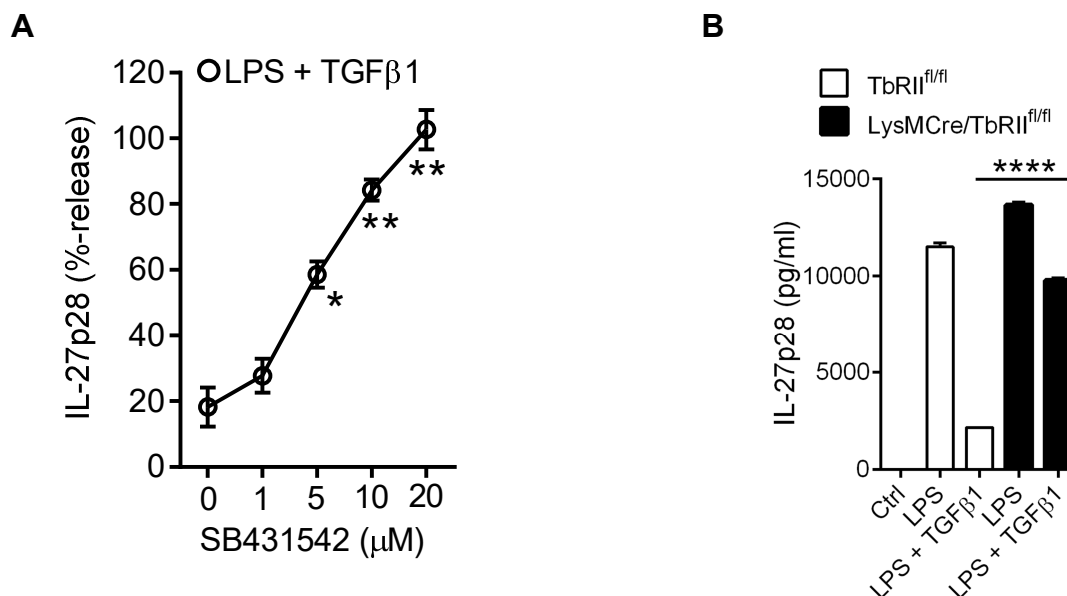 A
LPS + TGFβ1
120
100
80
60
40
20
0
IL-27p28 (%-release)
*
**
**
0 1 5 10 20
SB431542 (μM)
B
TbRII^fl/fl
LysMCre/TbRII^fl/fl
****
15000
10000
5000
0
IL-27p28 (pg/ml)
Ctrl
LPS
LPS + TGFβ1
LPS
LPS + TGFβ1